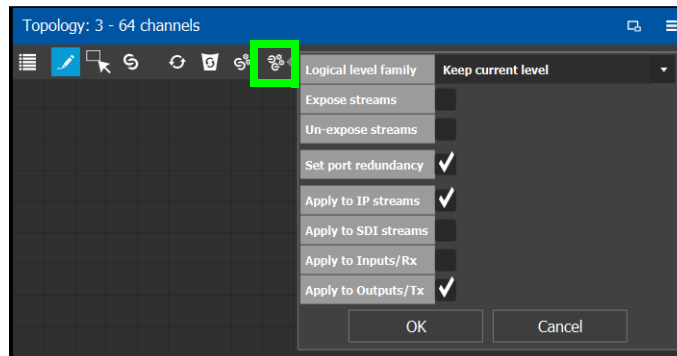 Topology: 3 - 64 channels
Logical level family Keep current level
Expose streams
Un-expose streams
Set port redundancy
Apply to IP streams
Apply to SDI streams
Apply to Inputs/Rx
Apply to Outputs/Tx
OK Cancel